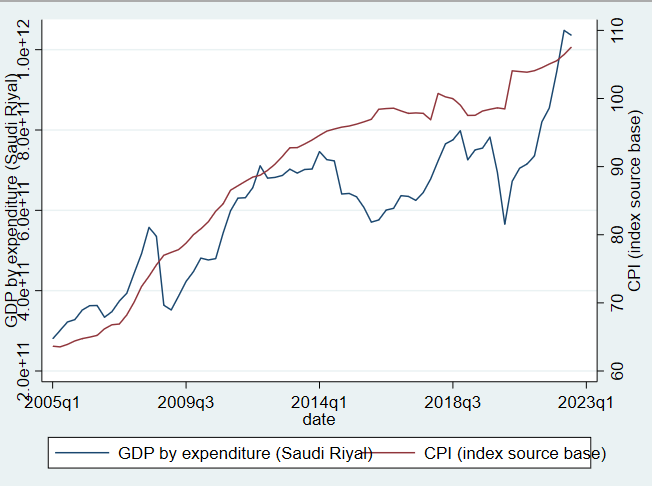 GDP by expenditure (Saudi Riyal)
1.0e+12
8.0e+11
6.0e+11
4.0e+11
2.0e+11
110
100
90
80
70
60
CPI (index source base)
2005q1 2009q3 2014q1 2018q3 2023q1
date
GDP by expenditure (Saudi Riyal) CPI (index source base)